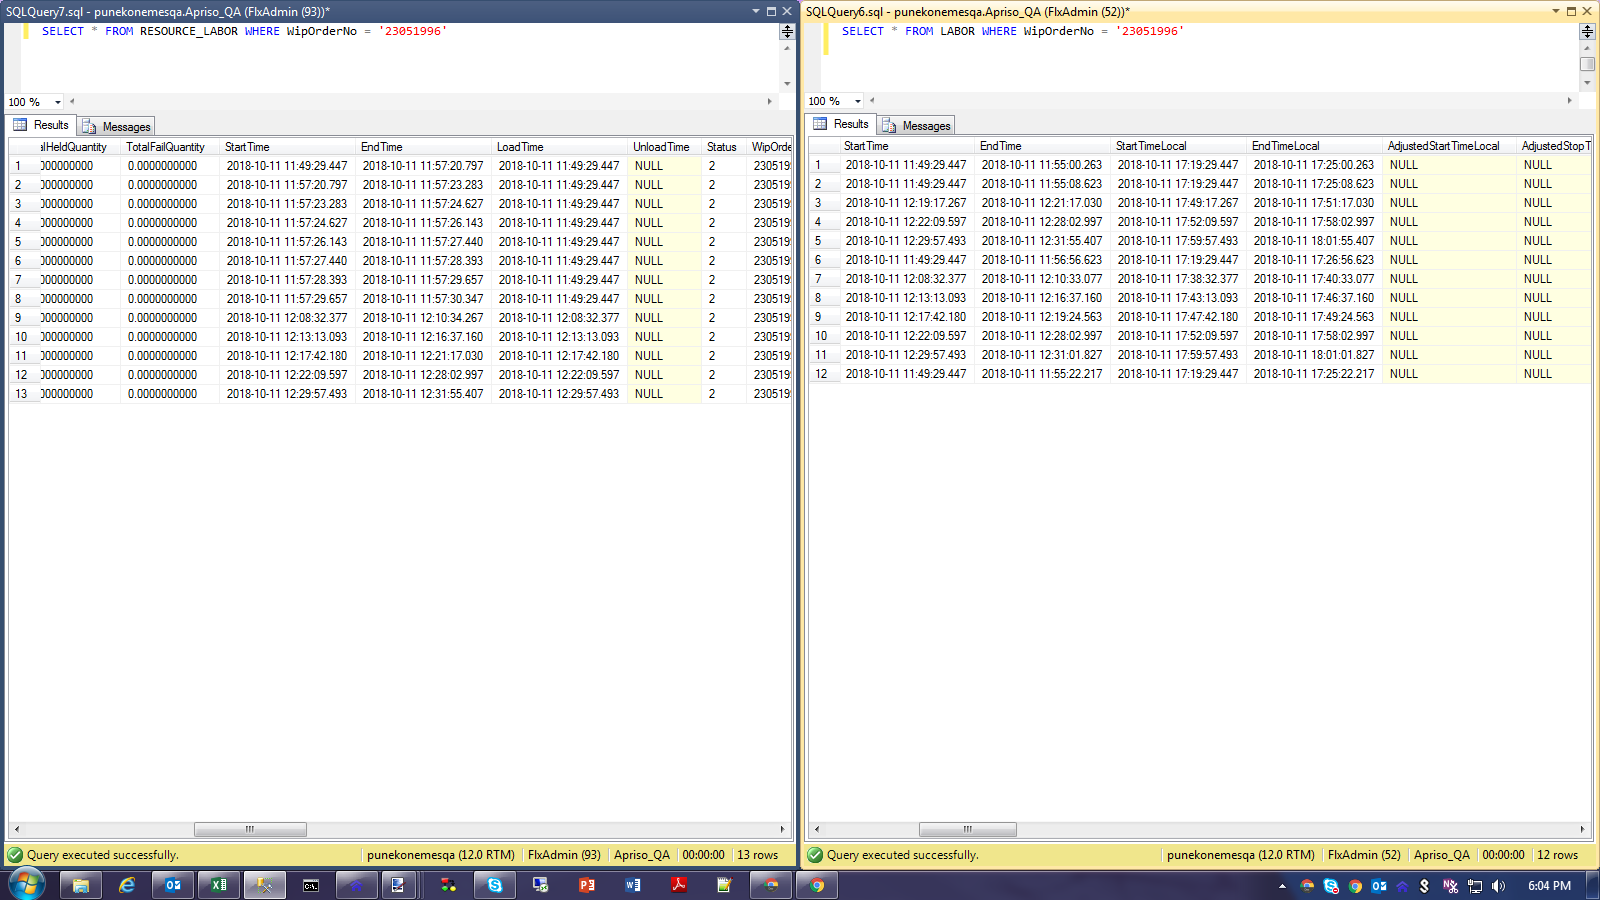 SQLQuery7.sql - punekonemesqa.Apriso_QA (FlxAdmin (93))*
SELECT * FROM RESOURCE_LABOR WHERE WipOrderNo = '23051996'
100 %
Results Messages
alHeldQuantity TotalFailQuantity StartTime EndTime LoadTime UnloadTime Status WipOrde
1 000000000 0.0000000000 2018-10-11 11:49:29.447 2018-10-11 11:57:20.797 2018-10-11 11:49:29.447 NULL 2 230519
2 000000000 0.0000000000 2018-10-11 11:57:20.797 2018-10-11 11:57:23.283 2018-10-11 11:49:29.447 NULL 2 230519
3 000000000 0.0000000000 2018-10-11 11:57:23.283 2018-10-11 11:57:24.627 2018-10-11 11:49:29.447 NULL 2 230519
4 000000000 0.0000000000 2018-10-11 11:57:24.627 2018-10-11 11:57:26.143 2018-10-11 11:49:29.447 NULL 2 230519
5 000000000 0.0000000000 2018-10-11 11:57:26.143 2018-10-11 11:57:27.440 2018-10-11 11:49:29.447 NULL 2 230519
6 000000000 0.0000000000 2018-10-11 11:57:27.440 2018-10-11 11:57:28.393 2018-10-11 11:49:29.447 NULL 2 230519
7 000000000 0.0000000000 2018-10-11 11:57:28.393 2018-10-11 11:57:29.657 2018-10-11 11:49:29.447 NULL 2 230519
8 000000000 0.0000000000 2018-10-11 11:57:29.657 2018-10-11 11:57:30.347 2018-10-11 11:49:29.447 NULL 2 230519
9 000000000 0.0000000000 2018-10-11 12:08:32.377 2018-10-11 12:10:34.267 2018-10-11 12:08:32.377 NULL 2 230519
10 000000000 0.0000000000 2018-10-11 12:13:13.093 2018-10-11 12:16:37.160 2018-10-11 12:13:13.093 NULL 2 230519
11 000000000 0.0000000000 2018-10-11 12:17:42.180 2018-10-11 12:21:17.030 2018-10-11 12:17:42.180 NULL 2 230519
12 000000000 0.0000000000 2018-10-11 12:22:09.597 2018-10-11 12:28:02.997 2018-10-11 12:22:09.597 NULL 2 230519
13 000000000 0.0000000000 2018-10-11 12:29:57.493 2018-10-11 12:31:55.407 2018-10-11 12:29:57.493 NULL 2 230519
Query executed successfully. punekonemesqa (12.0 RTM) FlxAdmin (93) Apriso_QA 00:00:00 13 rows
SQLQuery6.sql - punekonemesqa.Apriso_QA (FlxAdmin (52))*
SELECT * FROM LABOR WHERE WipOrderNo = '23051996'
100 %
Results Messages
StartTime EndTime StartTimeLocal EndTimeLocal AdjustedStartTimeLocal AdjustedStopT
1 2018-10-11 11:49:29.447 2018-10-11 11:55:00.263 2018-10-11 17:19:29.447 2018-10-11 17:25:00.263 NULL NULL
2 2018-10-11 11:49:29.447 2018-10-11 11:55:08.623 2018-10-11 17:19:29.447 2018-10-11 17:25:08.623 NULL NULL
3 2018-10-11 12:19:17.267 2018-10-11 12:21:17.030 2018-10-11 17:49:17.267 2018-10-11 17:51:17.030 NULL NULL
4 2018-10-11 12:22:09.597 2018-10-11 12:28:02.997 2018-10-11 17:52:09.597 2018-10-11 17:58:02.997 NULL NULL
5 2018-10-11 12:29:57.493 2018-10-11 12:31:55.407 2018-10-11 17:59:57.493 2018-10-11 18:01:55.407 NULL NULL
6 2018-10-11 11:49:29.447 2018-10-11 11:56:56.623 2018-10-11 17:19:29.447 2018-10-11 17:26:56.623 NULL NULL
7 2018-10-11 12:08:32.377 2018-10-11 12:10:33.077 2018-10-11 17:38:32.377 2018-10-11 17:40:33.077 NULL NULL
8 2018-10-11 12:13:13.093 2018-10-11 12:16:37.160 2018-10-11 17:43:13.093 2018-10-11 17:46:37.160 NULL NULL
9 2018-10-11 12:17:42.180 2018-10-11 12:19:24.563 2018-10-11 17:47:42.180 2018-10-11 17:49:24.563 NULL NULL
10 2018-10-11 12:22:09.597 2018-10-11 12:28:02.997 2018-10-11 17:52:09.597 2018-10-11 17:58:02.997 NULL NULL
11 2018-10-11 12:29:57.493 2018-10-11 12:31:01.827 2018-10-11 17:59:57.493 2018-10-11 18:01:01.827 NULL NULL
12 2018-10-11 11:49:29.447 2018-10-11 11:55:22.217 2018-10-11 17:19:29.447 2018-10-11 17:25:22.217 NULL NULL
Query executed successfully. punekonemesqa (12.0 RTM) FlxAdmin (52) Apriso_QA 00:00:00 12 rows
6:04 PM